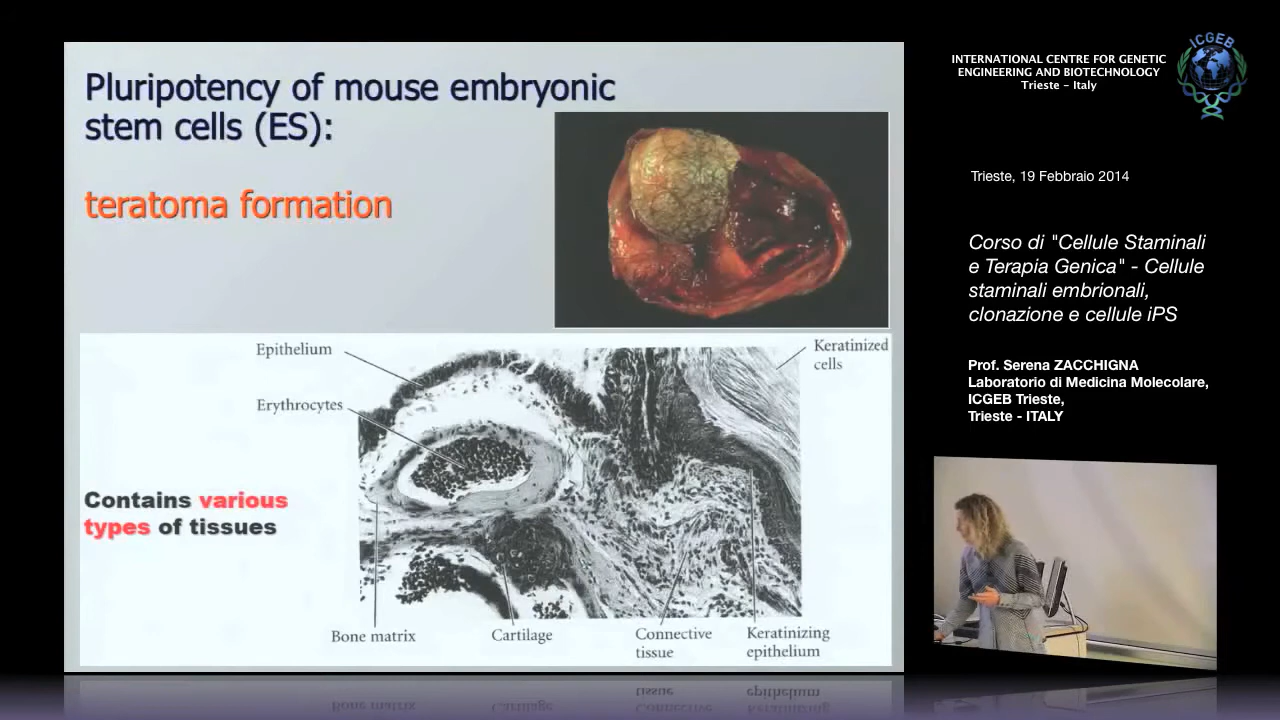 Pluripotency of mouse embryonic
stem cells (ES):
teratoma formation
Epithelium
Keratinized
cells
Erythrocytes
Contains various
types of tissues
Bone matrix
Cartilage
Connective
tissue
Keratinizing
epithelium
INTERNATIONAL CENTRE FOR GENETIC
ENGINEERING AND BIOTECHNOLOGY
Trieste - Italy
ICGEB
Trieste, 19 Febbraio 2014
Corso di "Cellule Staminali
e Terapia Genica" - Cellule
staminali embrionali,
clonazione e cellule iPS
Prof. Serena ZACCHIGNA
Laboratorio di Medicina Molecolare,
ICGEB Trieste,
Trieste - ITALY